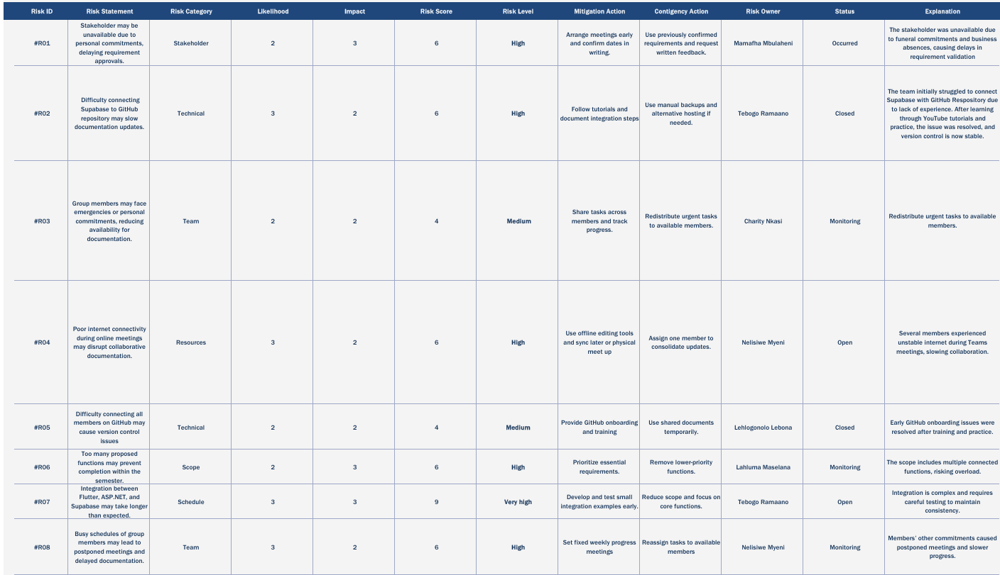 Risk ID Risk Statement Risk Category Likelihood Impact Risk Score Risk Level Mitigation Action Contigency Action Risk Owner Status Explanation
#R01
Stakeholder may be
unavailable due to
personal commitments,
delaying requirement
approvals.
Stakeholder
2
3
6
High
Arrange meetings early
and confirm dates in
writing.
Use previously confirmed
requirements and request
written feedback.
Mamafha Mbulaheni
Occurred
The stakeholder was unavailable due
to funeral commitments and business
absences, causing delays in
requirement validation
#R02
Difficulty connecting
Supabase to GitHub
repository may slow
documentation updates.
Technical
3
2
6
High
Follow tutorials and
document integration steps
Use manual backups and
alternative hosting if
needed.
Tebogo Ramaano
Closed
The team initially struggled to connect
Supabase with GitHub Respository due
to lack of experience. After learning
through YouTube tutorials and
practice, the issue was resolved, and
version control is now stable.
#R03
Group members may face
emergencies or personal
commitments, reducing
availability for
documentation.
Team
2
2
4
Medium
Share tasks across
members and track
progress.
Redistribute urgent tasks
to available members.
Charity Nkasi
Monitoring
Redistribute urgent tasks to available
members.
#R04
Poor internet connectivity
during online meetings
may disrupt collaborative
documentation.
Resources
3
2
6
High
Use offline editing tools
and sync later or physical
meet up
Assign one member to
consolidate updates.
Nelisiwe Myeni
Open
Several members experienced
unstable internet during Teams
meetings, slowing collaboration.
#R05
Difficulty connecting all
members on GitHub may
cause version control
issues
Technical
2
2
4
Medium
Provide GitHub onboarding
and training
Use shared documents
temporarily.
Lehlogonolo Lebona
Closed
Early GitHub onboarding issues were
resolved after training and practice.
#R06
Too many proposed
functions may prevent
completion within the
semester.
Scope
2
3
6
High
Prioritize essential
requirements.
Remove lower-priority
functions.
Lahluma Maselana
Monitoring
The scope includes multiple connected
functions, risking overload.
#R07
Integration between
Flutter, ASP.NET, and
Supabase may take longer
than expected.
Schedule
3
3
9
Very high
Develop and test small
integration examples early.
Reduce scope and focus on
core functions.
Tebogo Ramaano
Open
Integration is complex and requires
careful testing to maintain
consistency.
#R08
Busy schedules of group
members may lead to
postponed meetings and
delayed documentation.
Team
3
2
6
High
Set fixed weekly progress
meetings
Reassign tasks to available
members
Nelisiwe Myeni
Monitoring
Members' other commitments caused
postponed meetings and slower
progress.